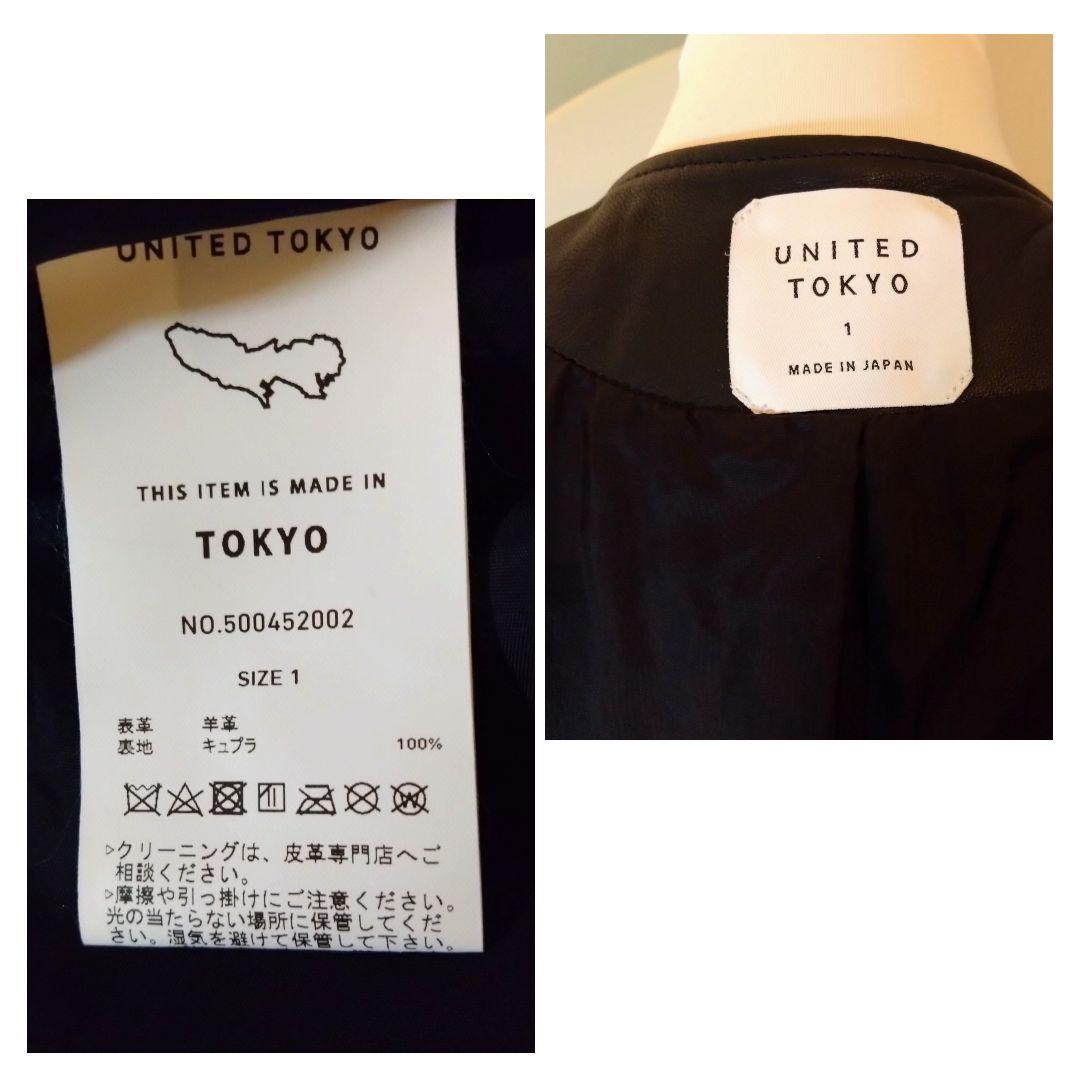 UNITED TOKYO
THIS ITEM IS MADE IN
TOKYO
NO.500452002
SIZE 1
表革 羊革
裏地 キュプラ 100%
▷クリーニングは、皮革専門店へご
相談ください。
▷摩擦や引っ掛けにご注意ください。
光の当たらない場所に保管してくだ
さい。湿気を避けて保管して下さい。
UNITED
TOKYO
1
MADE IN JAPAN